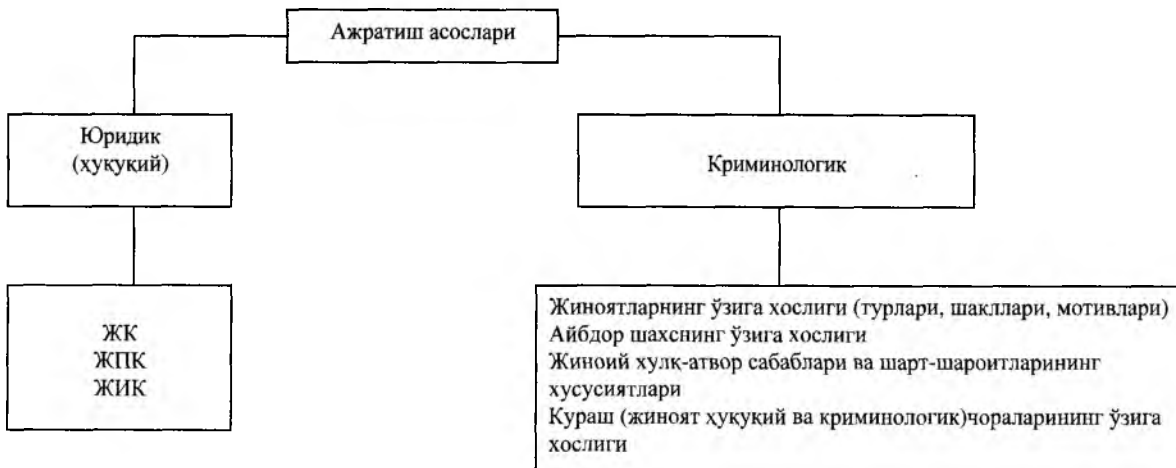 Ажратиш асослари
Юридик
(ҳуқуқий)
Криминологик
ЖК
ЖПК
ЖИК
Жиноятларнинг ўзига хослиги (турлари, шакллари, мотивлари)
Айбдор шахснинг ўзига хослиги
Жиноий хулқ-атвор сабаблари ва шарт-шароитларининг
хусусиятлари
Кураш (жиноят ҳуқуқий ва криминологик)чораларининг ўзига
хослиги